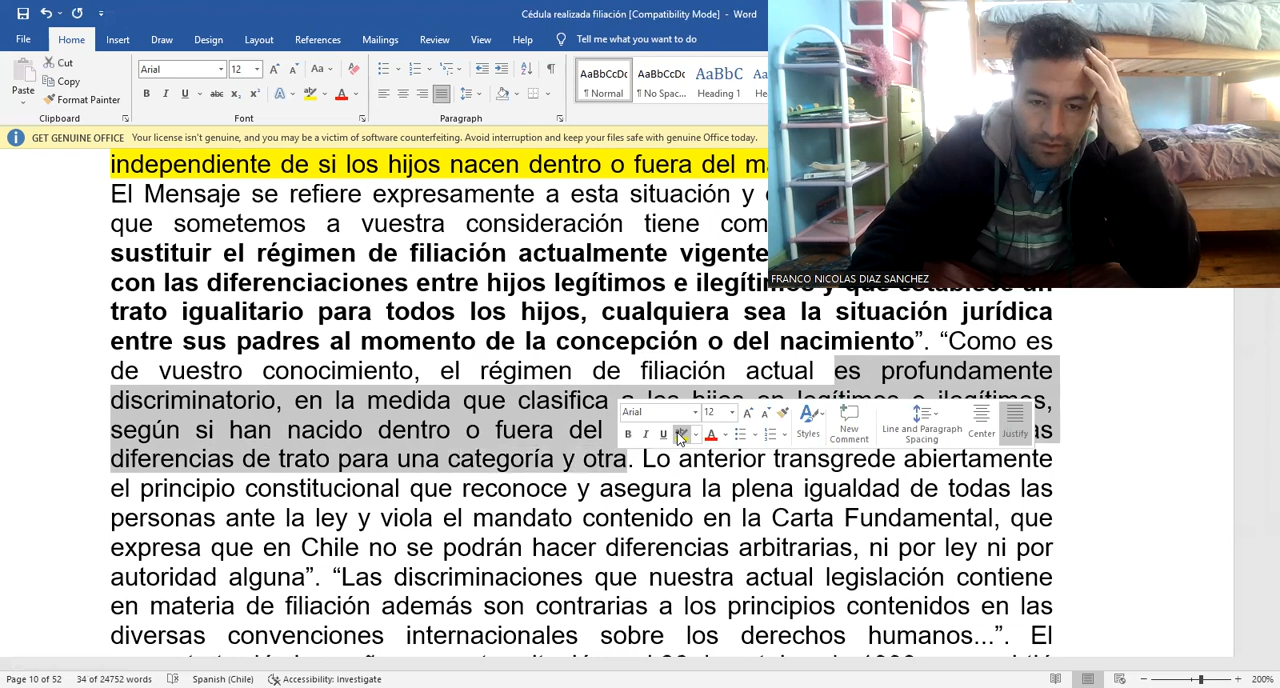 Cédula realizada filiación [Compatibility Mode] - Word
File Home Insert Draw Design Layout References Mailings Review View Help Tell me what you want to do
Paste Cut
Copy
Format Painter
Arial 12 Aa
B I U abc x₂ x² A A
AaBbCcDc AaBbCcDc AaBbC AaBb
¶ Normal ¶ No Spac... Heading 1
Clipboard Font Paragraph
GET GENUINE OFFICE Your license isn't genuine, and you may be a victim of software counterfeiting. Avoid interruption and keep your files safe with genuine Office today.
independiente de si los hijos nacen dentro o fuera del
El Mensaje se refiere expresamente a esta situación y
que sometemos a vuestra consideración tiene
sustituir el régimen de filiación actualmente vigente
FRANCO NICOLAS DIAZ SANCHEZ
con las diferenciaciones entre hijos legítimos e
trato igualitario para todos los hijos, cualquiera sea la situación jurídica
entre sus padres al momento de la concepción o del nacimiento”. “Como es
de vuestro conocimiento, el régimen de filiación actual es profundamente
discriminatorio, en la medida que clasifica a los hijos en legítimos e ilegítimos,
según si han nacido dentro o fuera del
Arial 12 Styles New Comment Line and Paragraph Spacing Center Justify
B I U A
diferencias de trato para una categoría y otra. Lo anterior transgrede abiertamente
el principio constitucional que reconoce y asegura la plena igualdad de todas las
personas ante la ley y viola el mandato contenido en la Carta Fundamental, que
expresa que en Chile no se podrán hacer diferencias arbitrarias, ni por ley ni por
autoridad alguna”. “Las discriminaciones que nuestra actual legislación contiene
en materia de filiación además son contrarias a los principios contenidos en las
diversas convenciones internacionales sobre los derechos humanos...”. El
Page 10 of 52 34 of 24752 words Spanish (Chile) Accessibility: Investigate 200%